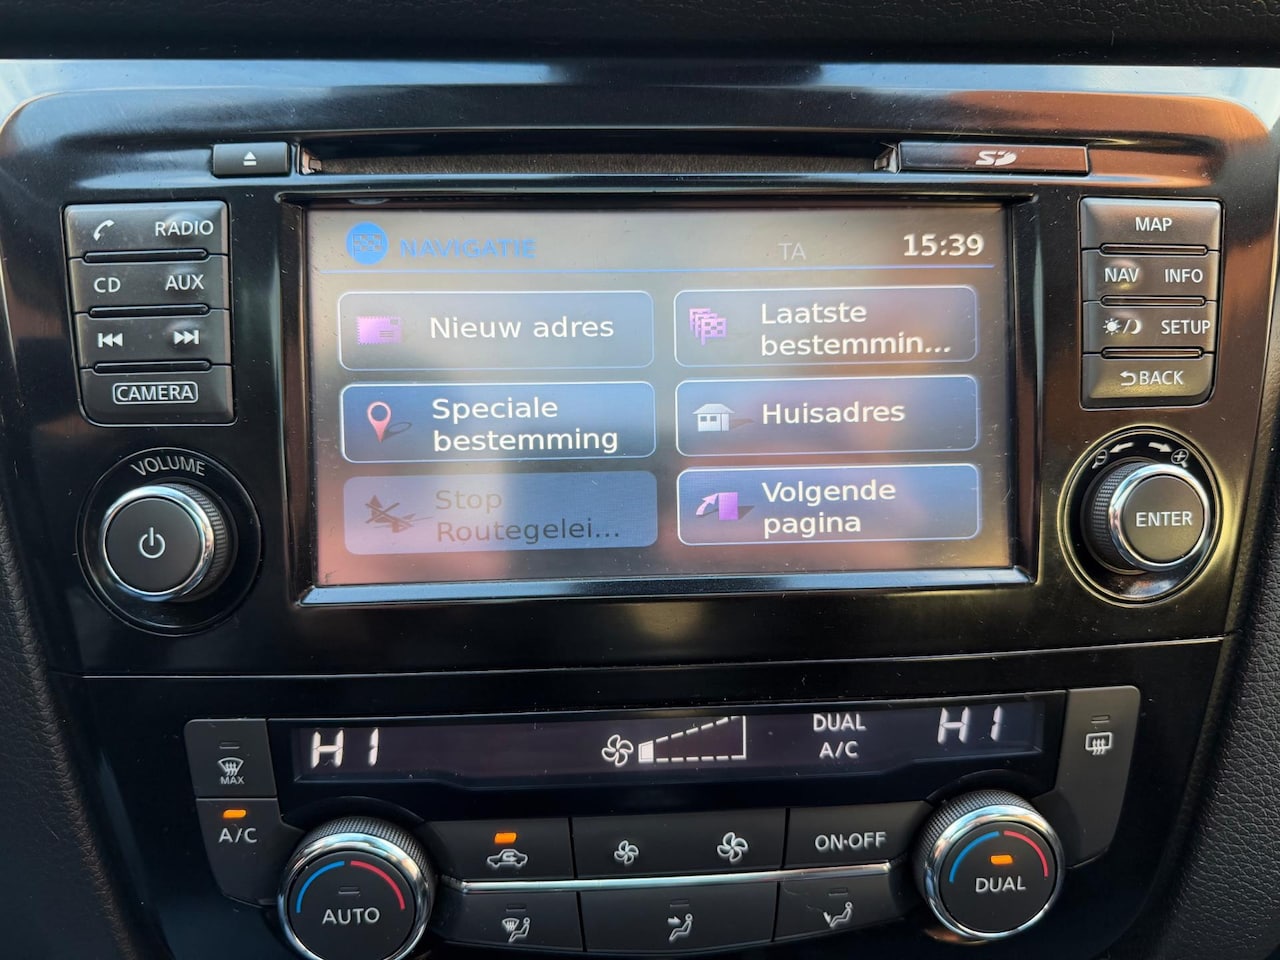 SD
RADIO
CD AUX
CAMERA
VOLUME
NAVIGATIE
TA
15:39
Nieuw adres
Laatste
bestemmin...
Speciale
bestemming
Huisadres
Stop
Routegelei...
Volgende
pagina
MAP
NAV INFO
SETUP
BACK
ENTER
HI
DUAL
A/C
HI
MAX
A/C
AUTO
ON·OFF
DUAL